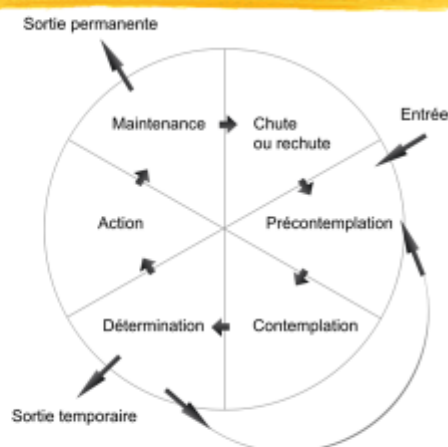 Sortie permanente
Maintenance
Chute
ou rechute
Entrée
Action
Précontemplation
Détermination
Contemplation
Sortie temporaire